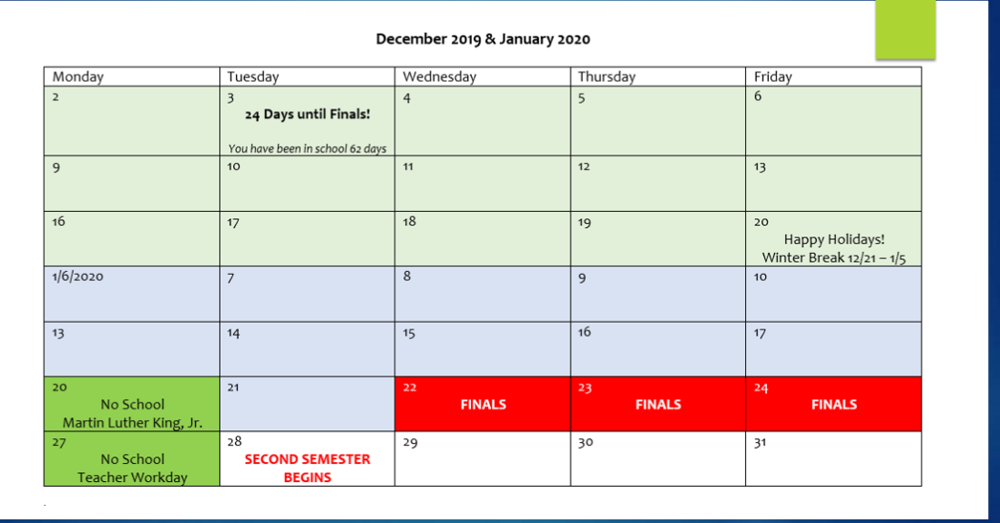 December 2019 & January 2020
Monday Tuesday Wednesday Thursday Friday
2
3
24 Days until Finals!
You have been in school 62 days
4
5
6
9
10
11
12
13
16
17
18
19
20
Happy Holidays!
Winter Break 12/21 – 1/5
1/6/2020
7
8
9
10
13
14
15
16
17
20
No School
Martin Luther King, Jr.
21
22
FINALS
23
FINALS
24
FINALS
27
No School
Teacher Workday
28
SECOND SEMESTER
BEGINS
29
30
31
.